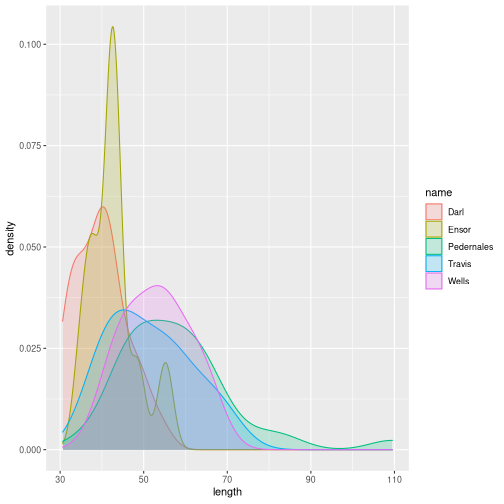 0.100
0.075
0.050
0.025
0.000
density
30
50
70
90
110
length
name
Darl
Ensor
Pedernales
Travis
Wells